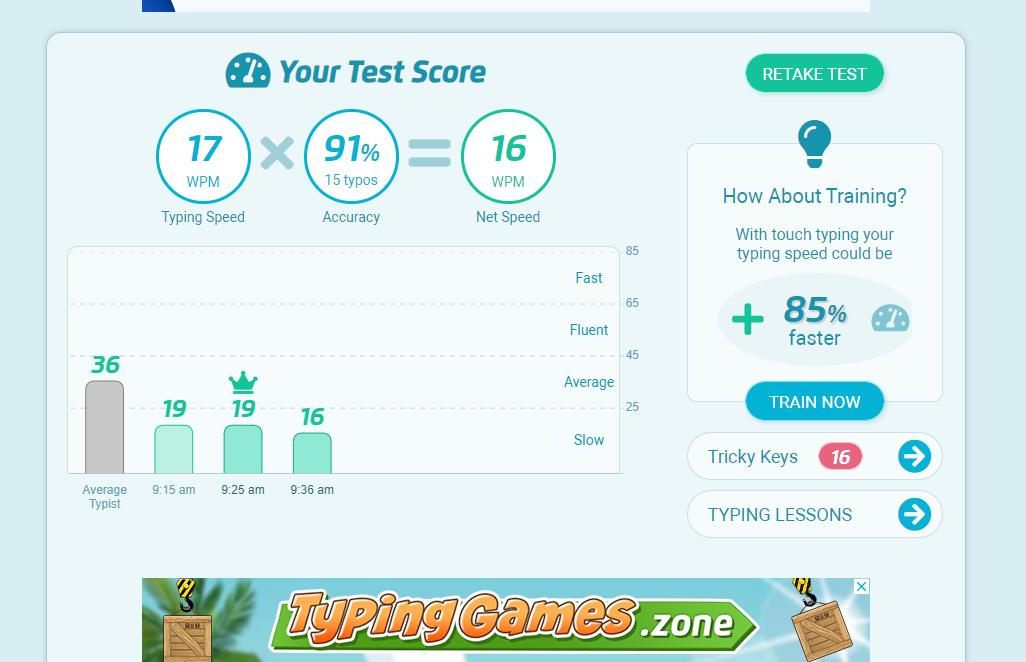 Your Test Score
RETAKE TEST
17
WPM
Typing Speed
91%
15 typos
Accuracy
16
WPM
Net Speed
85
Fast
65
Fluent
45
Average
25
Slow
36
19
19
16
Average
Typist
9:15 am
9:25 am
9:36 am
How About Training?
With touch typing your
typing speed could be
+ 85%
faster
TRAIN NOW
Tricky Keys 16
TYPING LESSONS
TypingGames.zone